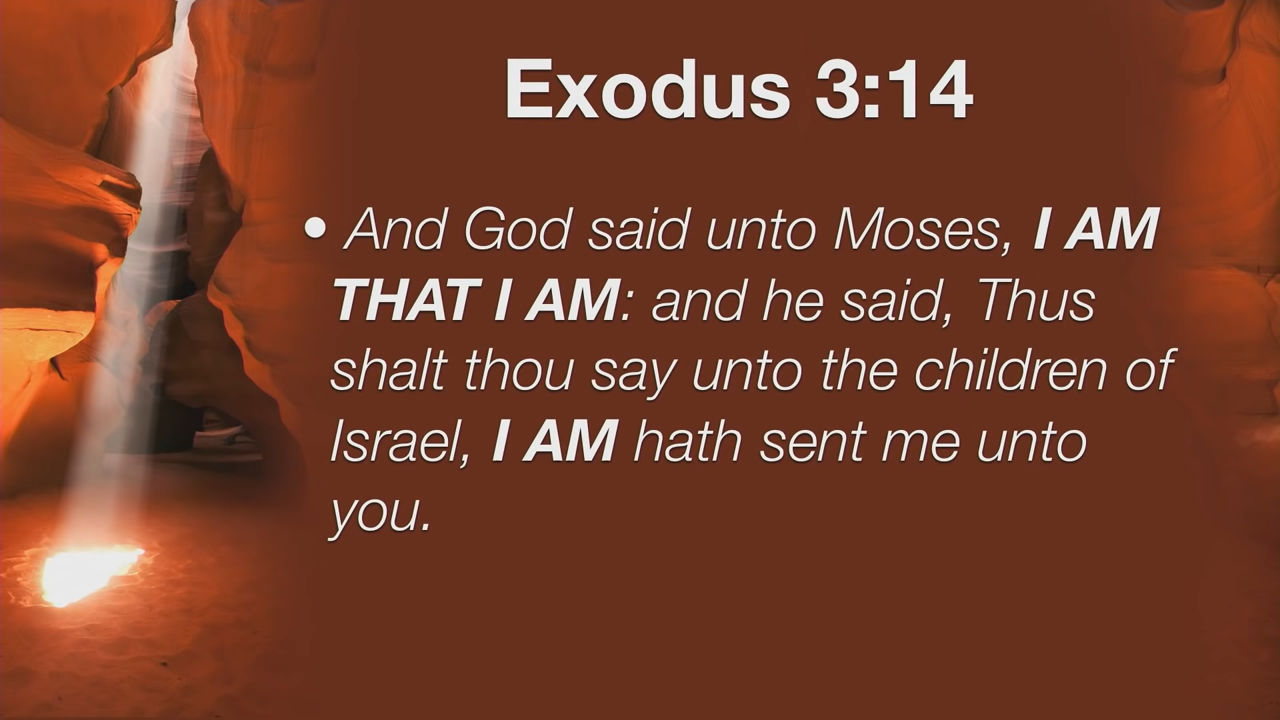 Exodus 3:14
• And God said unto Moses, I AM
THAT I AM: and he said, Thus
shalt thou say unto the children of
Israel, I AM hath sent me unto
you.